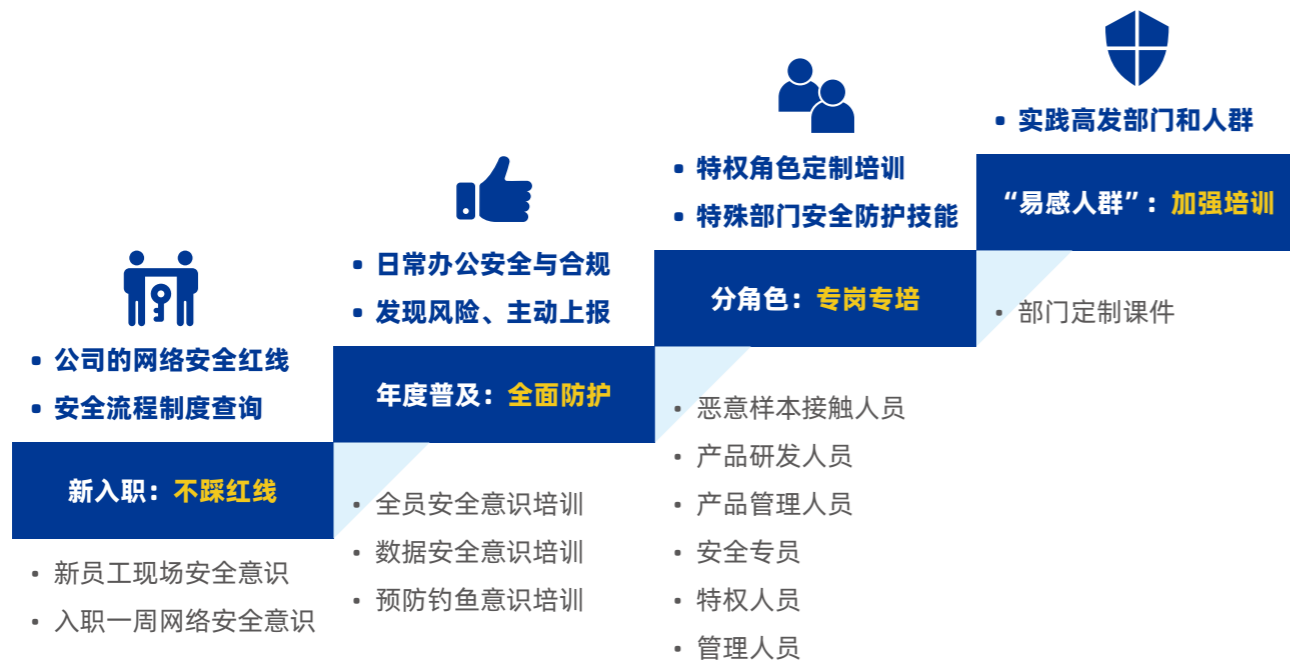 • 公司的网络安全红线
• 安全流程制度查询
新入职：不踩红线
• 新员工现场安全意识
• 入职一周网络安全意识
• 日常办公安全与合规
• 发现风险、主动上报
年度普及：全面防护
• 全员安全意识培训
• 数据安全意识培训
• 预防钓鱼意识培训
• 特权角色定制培训
• 特殊部门安全防护技能
分角色：专岗专培
• 恶意样本接触人员
• 产品研发人员
• 产品管理人员
• 安全专员
• 特权人员
• 管理人员
• 实践高发部门和人群
“易感人群”：加强培训
• 部门定制课件